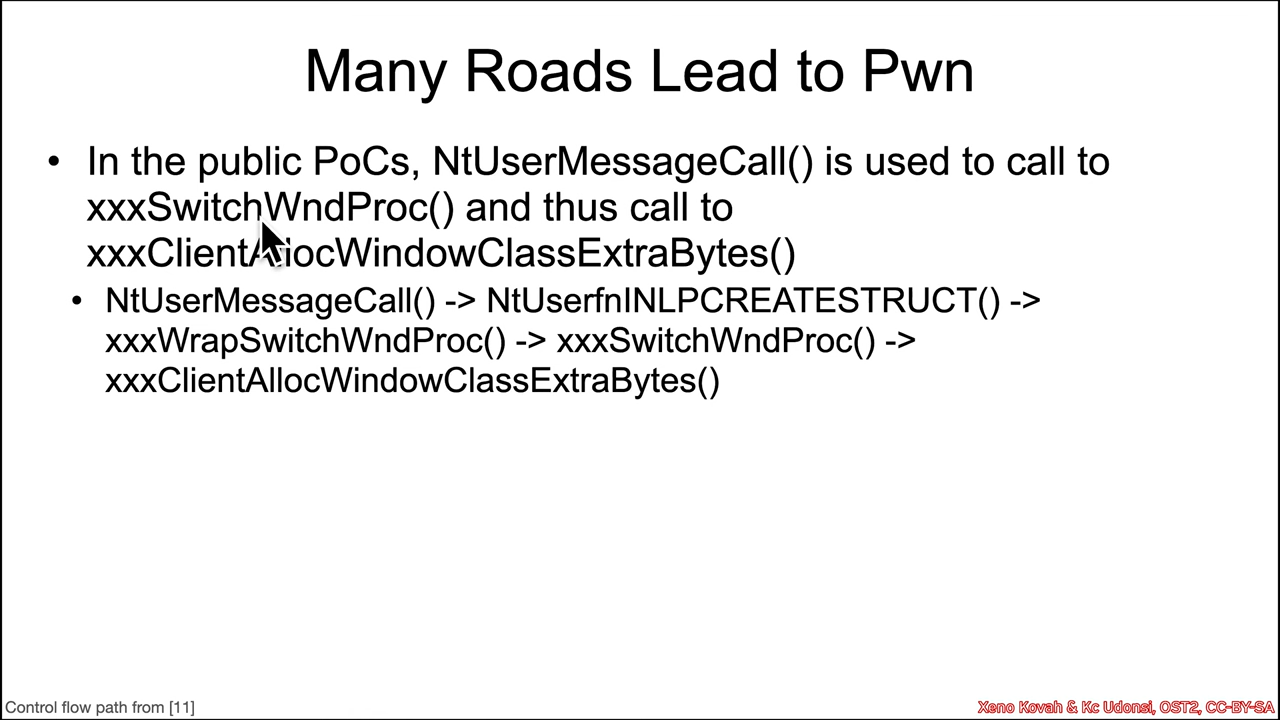 Many Roads Lead to Pwn
• In the public PoCs, NtUserMessageCall() is used to call to
xxxSwitchWndProc() and thus call to
xxxClientAllocWindowClassExtraBytes()
• NtUserMessageCall() -> NtUserfnINLPCREATESTRUCT() ->
xxxWrapSwitchWndProc() -> xxxSwitchWndProc() ->
xxxClientAllocWindowClassExtraBytes()
Control flow path from [11]
Xeno Kovah & Kc Udonsi, OST2, CC-BY-SA